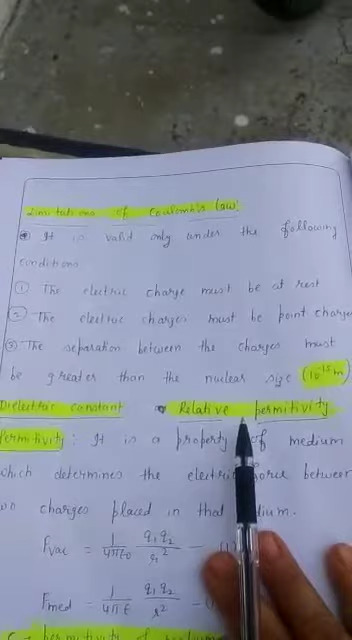 Limitations of Coulomb's law:
It is valid only under the following
conditions
① The electric charge must be at rest
② The electric charges must be point charges
③ The separation between the charges must
be greater than the nuclear size (10⁻¹⁵m)
Dielectric constant Relative permitivity
Permitivity: It is a property of medium
which determines the electric force between
two charges placed in that medium.
Fvac = 1/4πε₀ q₁q₂/r²
Fmed = 1/4πε q₁q₂/r²
permitivity of